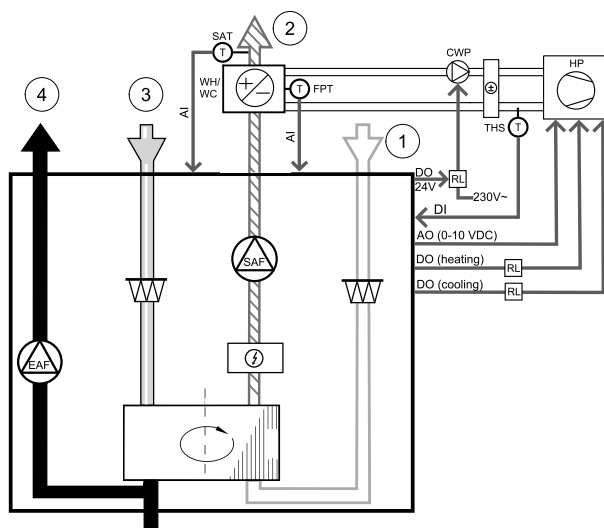 SAT
2
CWP
HP
T
4
3
WH/
WC
+
−
T
FPT
±
AI
AI
1
THS
T
DO
24V
RL
230V~
DI
AO (0-10 VDC)
SAF
DO (heating)
RL
DO (cooling)
RL
EAF